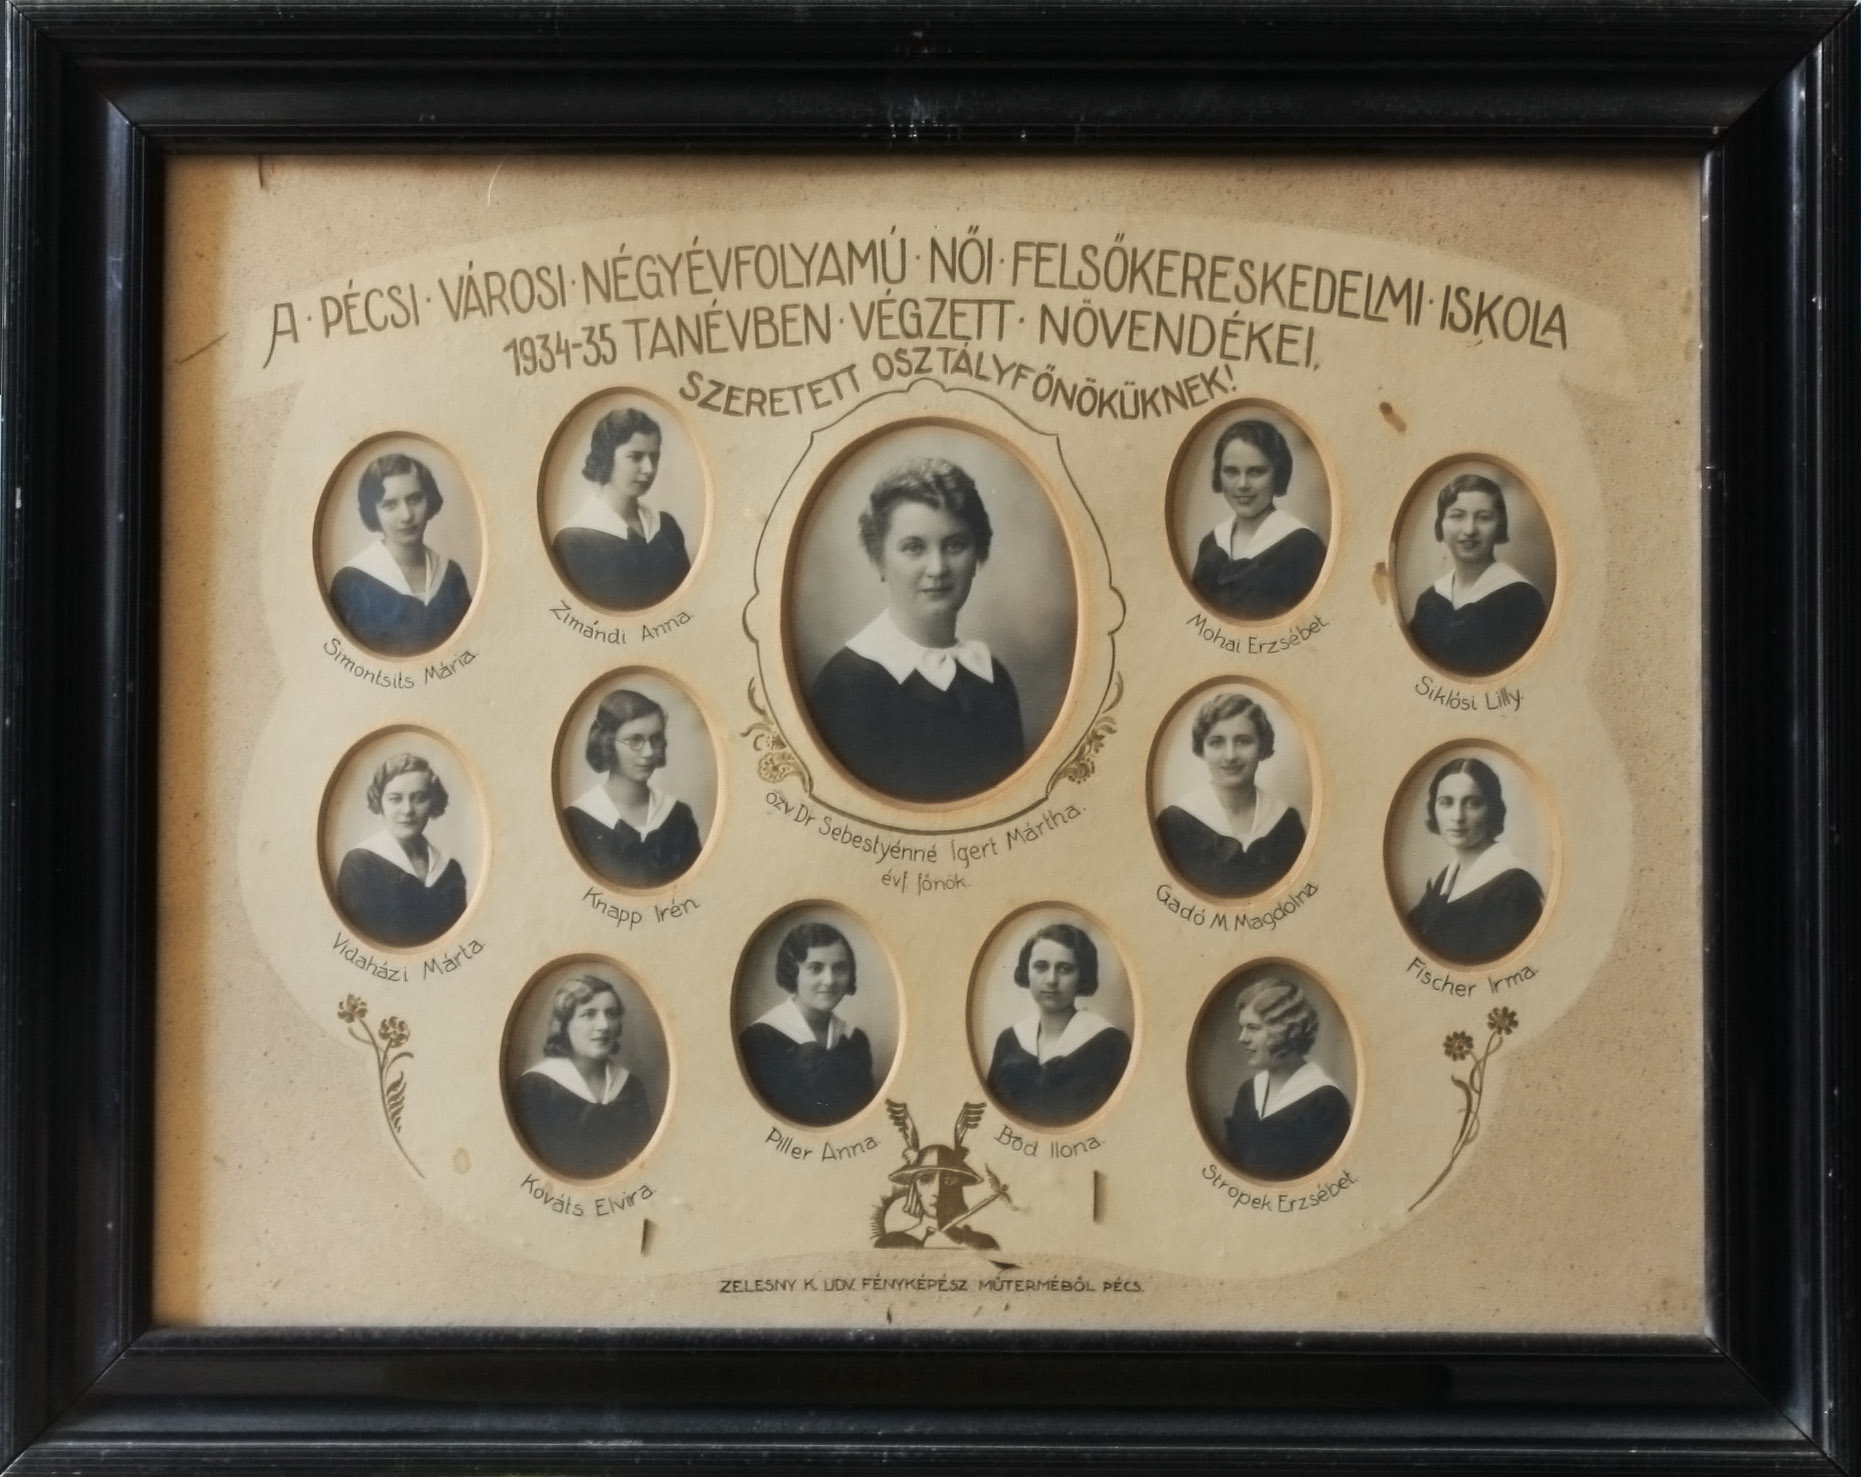 A · PÉCSI · VÁROSI · NÉGYÉVFOLYAMÚ · NŐI · FELSŐKERESKEDELMI · ISKOLA
1934-35 TANÉVBEN · VÉGZETT · NÖVENDÉKEI,
SZERETETT OSZTÁLYFŐNÖKÜKNEK!
Simontsits Mária.
Zimándi Anna.
Mohai Erzsébet.
Siklósi Lilly.
özv. Dr Sebestyénné Igert Mártha.
évf. főnök.
Vidaházi Márta.
Knapp Irén.
Gadó M. Magdolna.
Fischer Irma.
Kováts Elvira.
Piller Anna.
Bőd Ilona.
Stropek Erzsébet.
ZELESNY K. UDV. FÉNYKÉPÉSZ MŰTERMÉBŐL PÉCS.